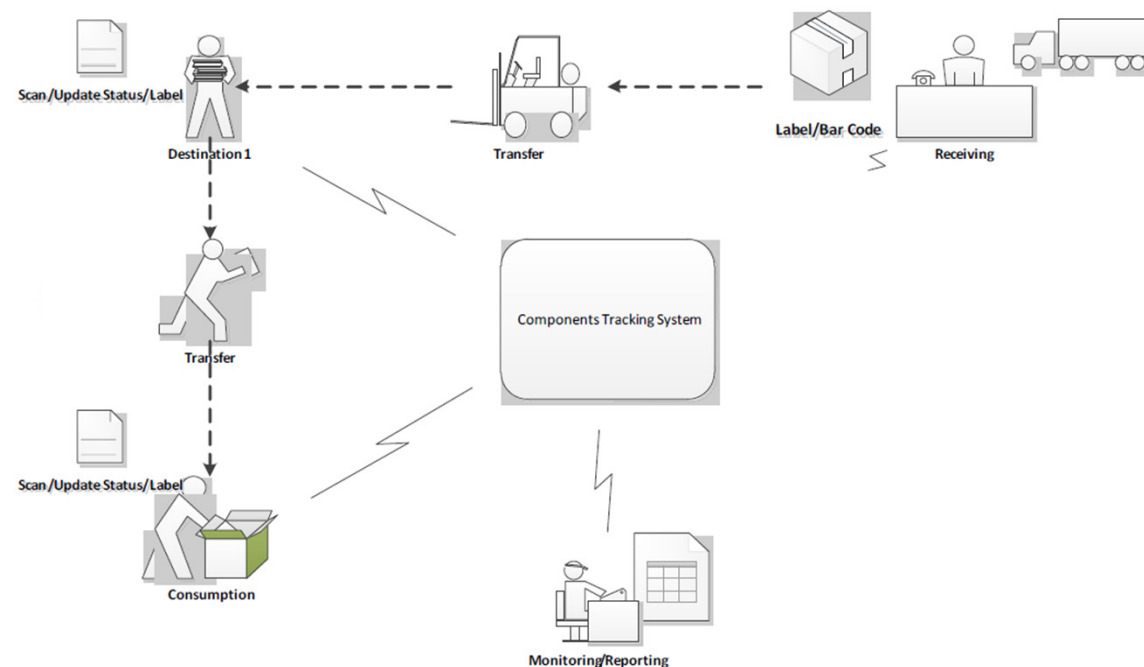 Scan/Update Status/Label
Destination 1
Transfer
Label/Bar Code
Receiving
Components Tracking System
Transfer
Scan/Update Status/Label
Consumption
Monitoring/Reporting